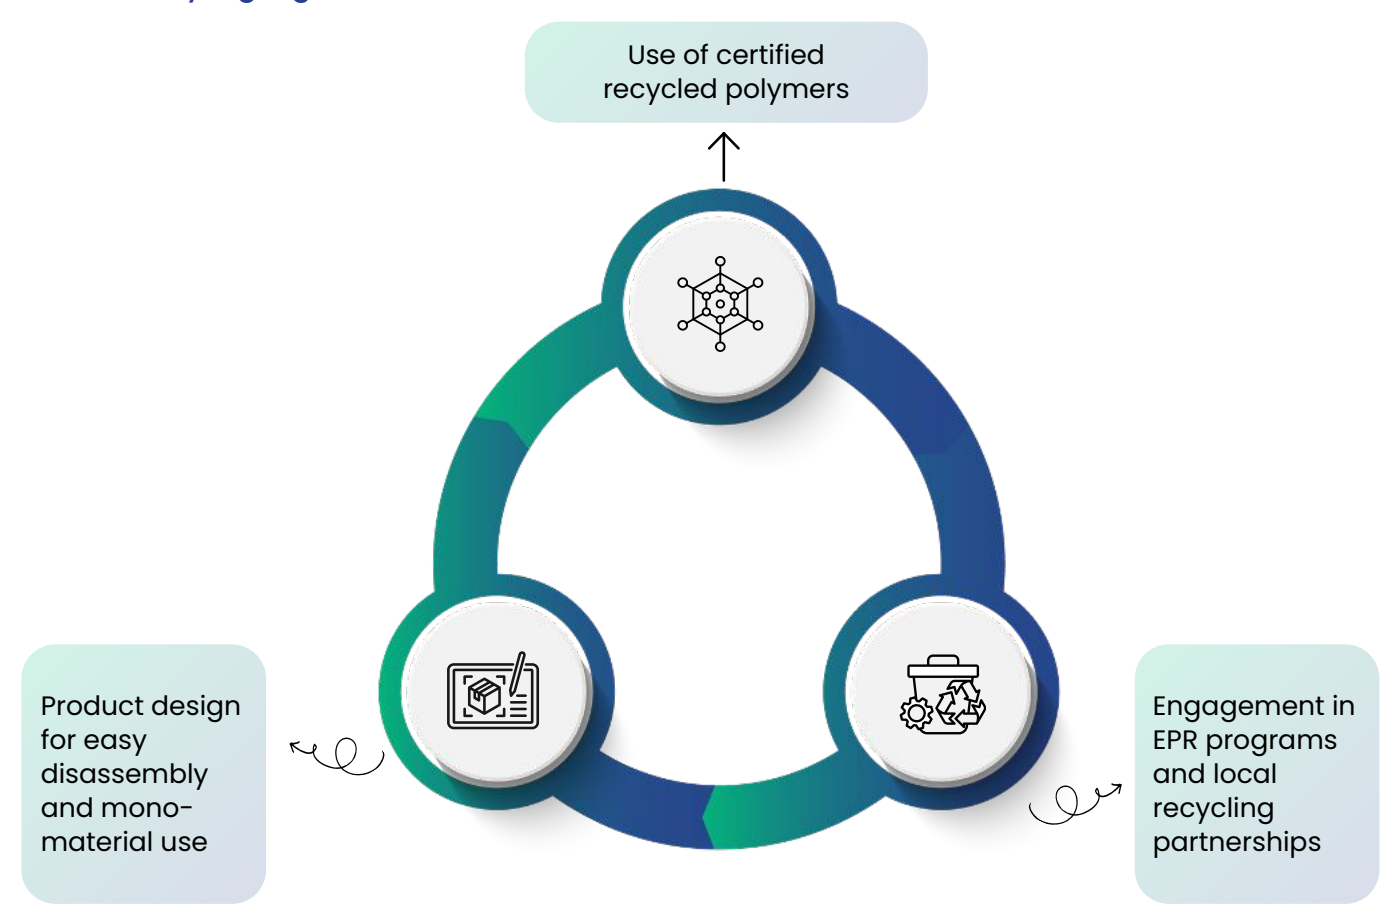 Use of certified
recycled polymers
Product design
for easy
disassembly
and mono-
material use
Engagement in
EPR programs
and local
recycling
partnerships